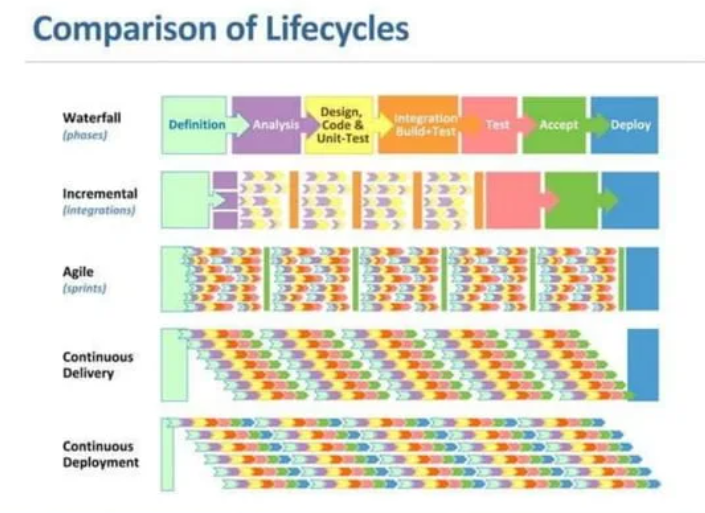 Comparison of Lifecycles
Waterfall
(phases)
Definition
Analysis
Design,
Code &
Unit-Test
Integration
Build+Test
Test
Accept
Deploy
Incremental
(integrations)
Agile
(sprints)
Continuous
Delivery
Continuous
Deployment